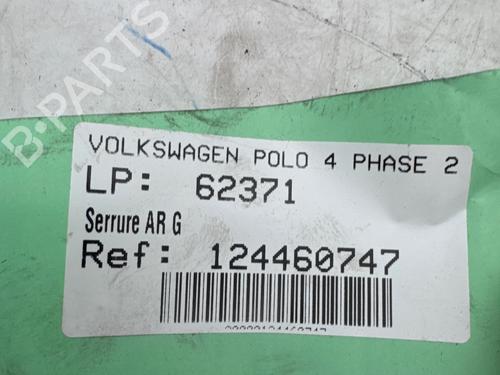 B-PARTS
VOLKSWAGEN POLO 4 PHASE 2
LP: 62371
Serrure AR G
Ref: 124460747